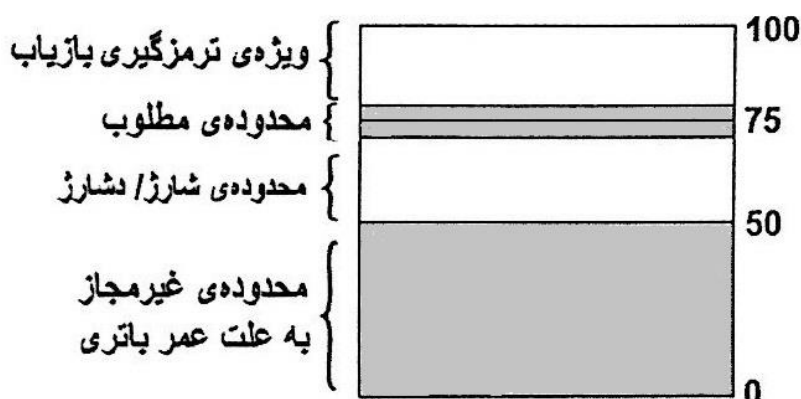 ویژه‌ی ترمزگیری بازیاب
100
محدوده‌ی مطلوب
75
محدوده‌ی شارژ/ دشارژ
50
محدوده‌ی غیرمجاز
به علت عمر باتری
0